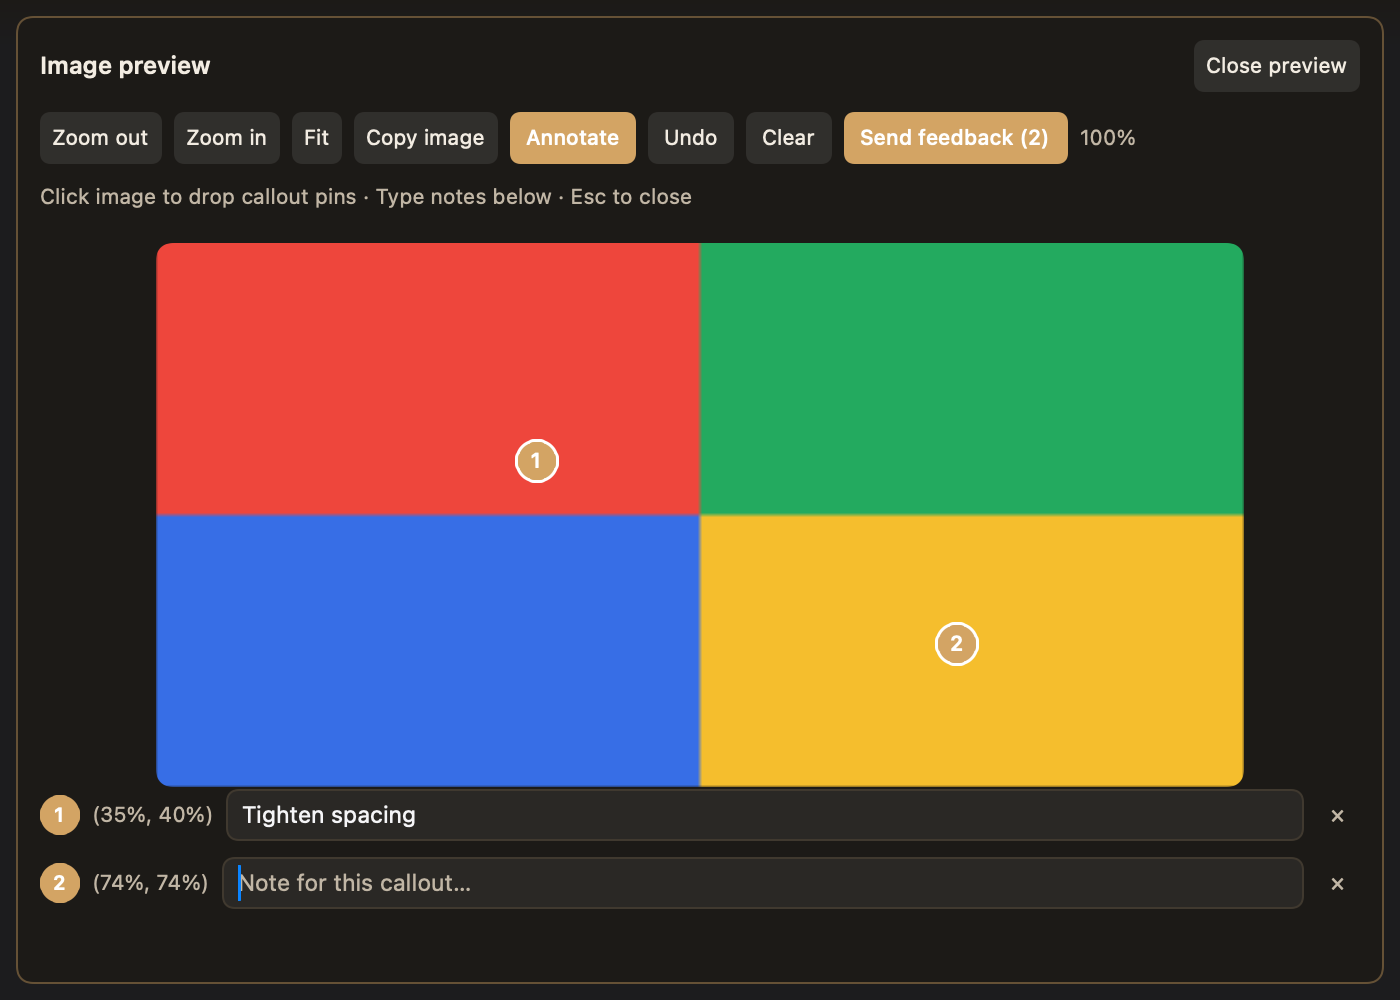 Image preview
Close preview
Zoom out Zoom in Fit Copy image Annotate Undo Clear Send feedback (2) 100%
Click image to drop callout pins · Type notes below · Esc to close
1
2
1 (35%, 40%) Tighten spacing ×
2 (74%, 74%) Note for this callout... ×